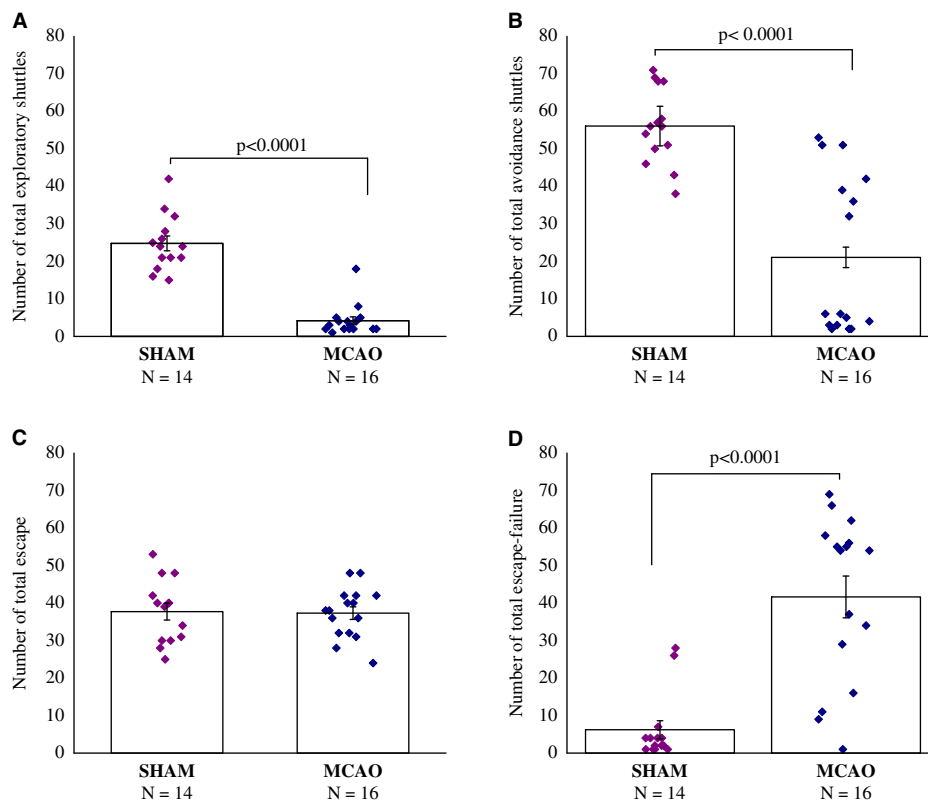 A
Number of total exploratory shuttles
80
70
60
50
40
30
20
10
0
p<0.0001
SHAM
N = 14
MCAO
N = 16
B
Number of total avoidance shuttles
80
70
60
50
40
30
20
10
0
p< 0.0001
SHAM
N = 14
MCAO
N = 16
C
Number of total escape
80
70
60
50
40
30
20
10
0
SHAM
N = 14
MCAO
N = 16
D
Number of total escape-failure
80
70
60
50
40
30
20
10
0
p<0.0001
SHAM
N = 14
MCAO
N = 16